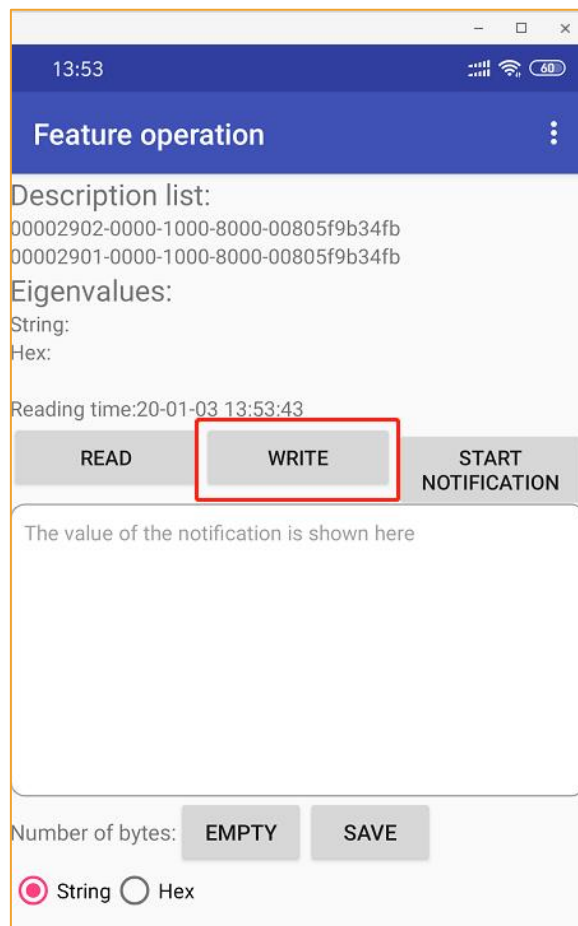 13:53
60
Feature operation
Description list:
00002902-0000-1000-8000-00805f9b34fb
00002901-0000-1000-8000-00805f9b34fb
Eigenvalues:
String:
Hex:
Reading time:20-01-03 13:53:43
READ
WRITE
START
NOTIFICATION
The value of the notification is shown here
Number of bytes:
EMPTY
SAVE
String
Hex